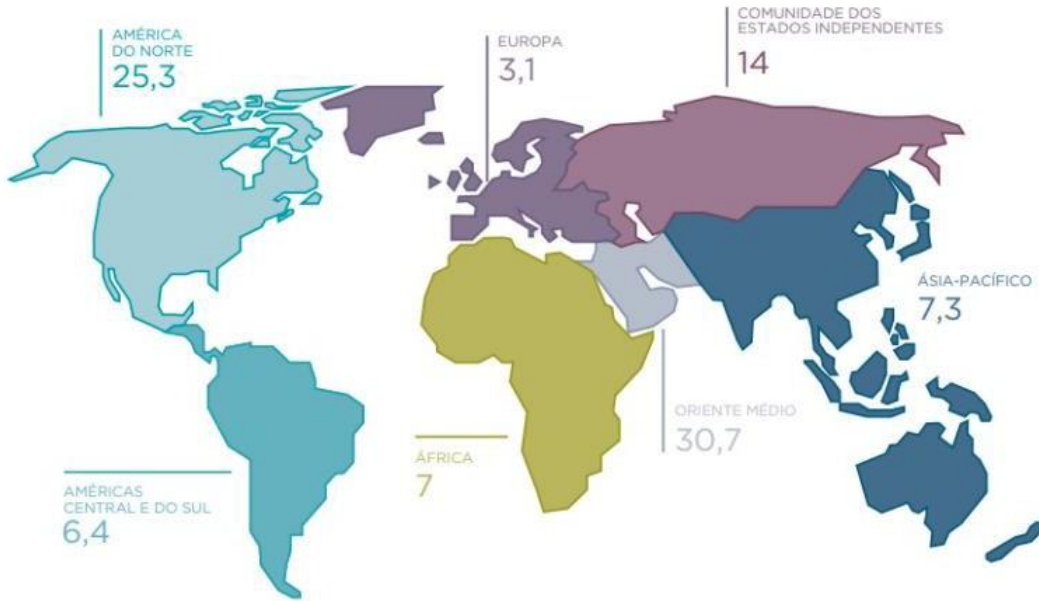 AMÉRICA
DO NORTE
25,3
EUROPA
3,1
COMUNIDADE DOS
ESTADOS INDEPENDENTES
14
ÁSIA-PACÍFICO
7,3
ORIENTE MÉDIO
30,7
ÁFRICA
7
AMÉRICAS
CENTRAL E DO SUL
6,4